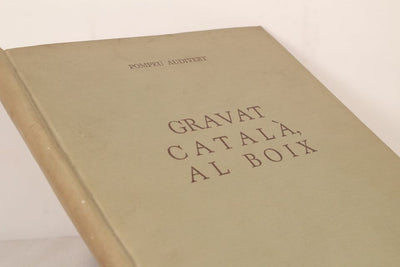 POMPEU AUDIVERT
GRAVAT
CATALÀ,
AL BOIX